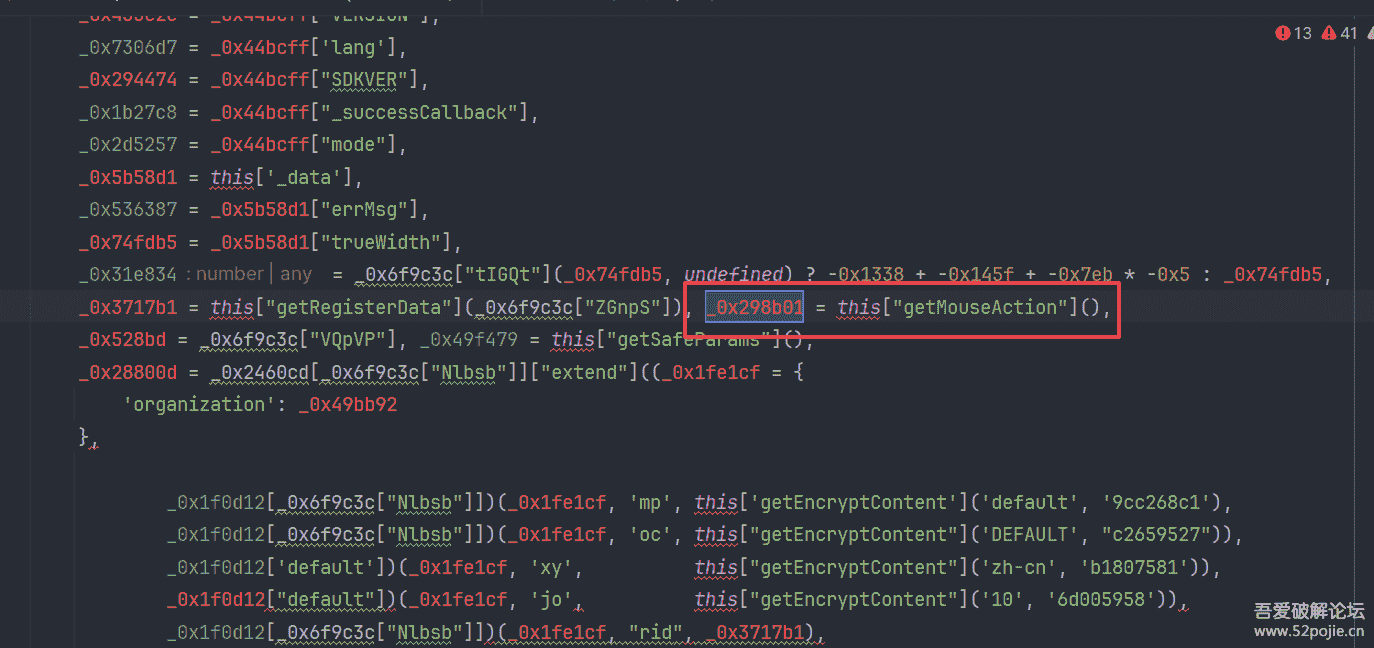 _0x7306d7 = _0x44bcff['lang'],
13 41
_0x294474 = _0x44bcff["SDKVER"],
_0x1b27c8 = _0x44bcff["_successCallback"],
_0x2d5257 = _0x44bcff["mode"],
_0x5b58d1 = this['_data'],
_0x536387 = _0x5b58d1["errMsg"],
_0x74fdb5 = _0x5b58d1["trueWidth"],
_0x31e834 : number | any = _0x6f9c3c["tIGQt"](_0x74fdb5, undefined) ? -0x1338 + -0x145f + -0x7eb * -0x5 : _0x74fdb5,
_0x3717b1 = this["getRegisterData"](_0x6f9c3c["ZGnpS"]), _0x298b01 = this["getMouseAction"](),
_0x528bd = _0x6f9c3c["VQpVP"], _0x49f479 = this["getSafeParams"](),
_0x28800d = _0x2460cd[_0x6f9c3c["Nlbsb"]]["extend"]((_0x1fe1cf = {
'organization': _0x49bb92
},
_0x1f0d12[_0x6f9c3c["Nlbsb"]])(_0x1fe1cf, 'mp', this['getEncryptContent']('default', '9cc268c1'),
_0x1f0d12[_0x6f9c3c["Nlbsb"]])(_0x1fe1cf, 'oc', this["getEncryptContent"]('DEFAULT', "c2659527")),
_0x1f0d12['default'])(_0x1fe1cf, 'xy', this["getEncryptContent"]('zh-cn', 'b1807581')),
_0x1f0d12["default"])(_0x1fe1cf, 'jo', this["getEncryptContent"]('10', '6d005958')),
_0x1f0d12[_0x6f9c3c["Nlbsb"]])(_0x1fe1cf, "rid", _0x3717b1),
吾爱破解论坛
www.52pojie.cn